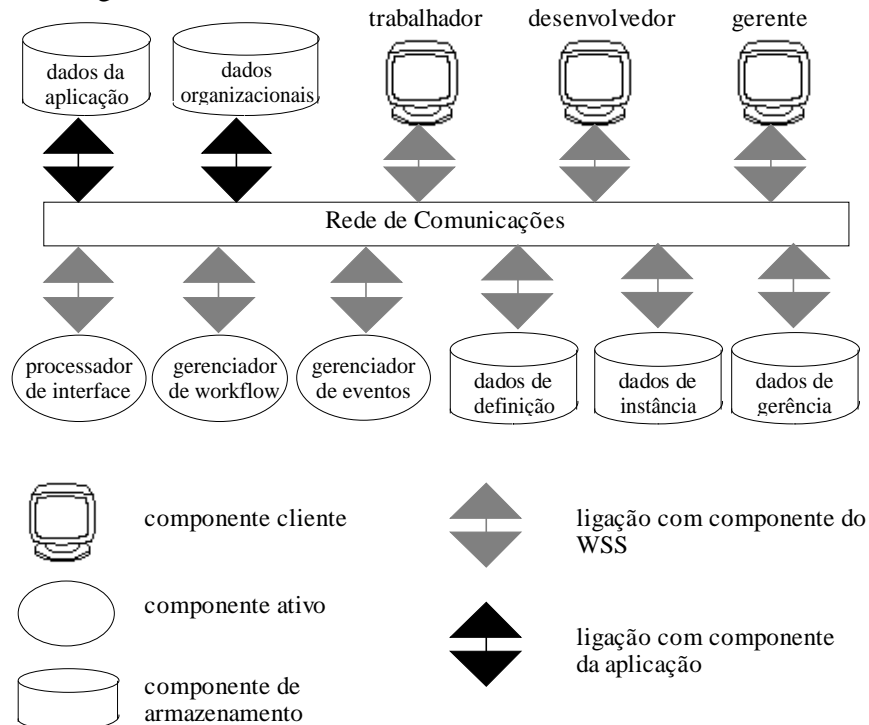 trabalhador
desenvolvedor
gerente
dados da
aplicação
dados
organizacionais
Rede de Comunicações
processador
de interface
gerenciador
de workflow
gerenciador
de eventos
dados de
definição
dados de
instância
dados de
gerência
componente cliente
ligação com componente do
WSS
componente ativo
ligação com componente
da aplicação
componente de
armazenamento